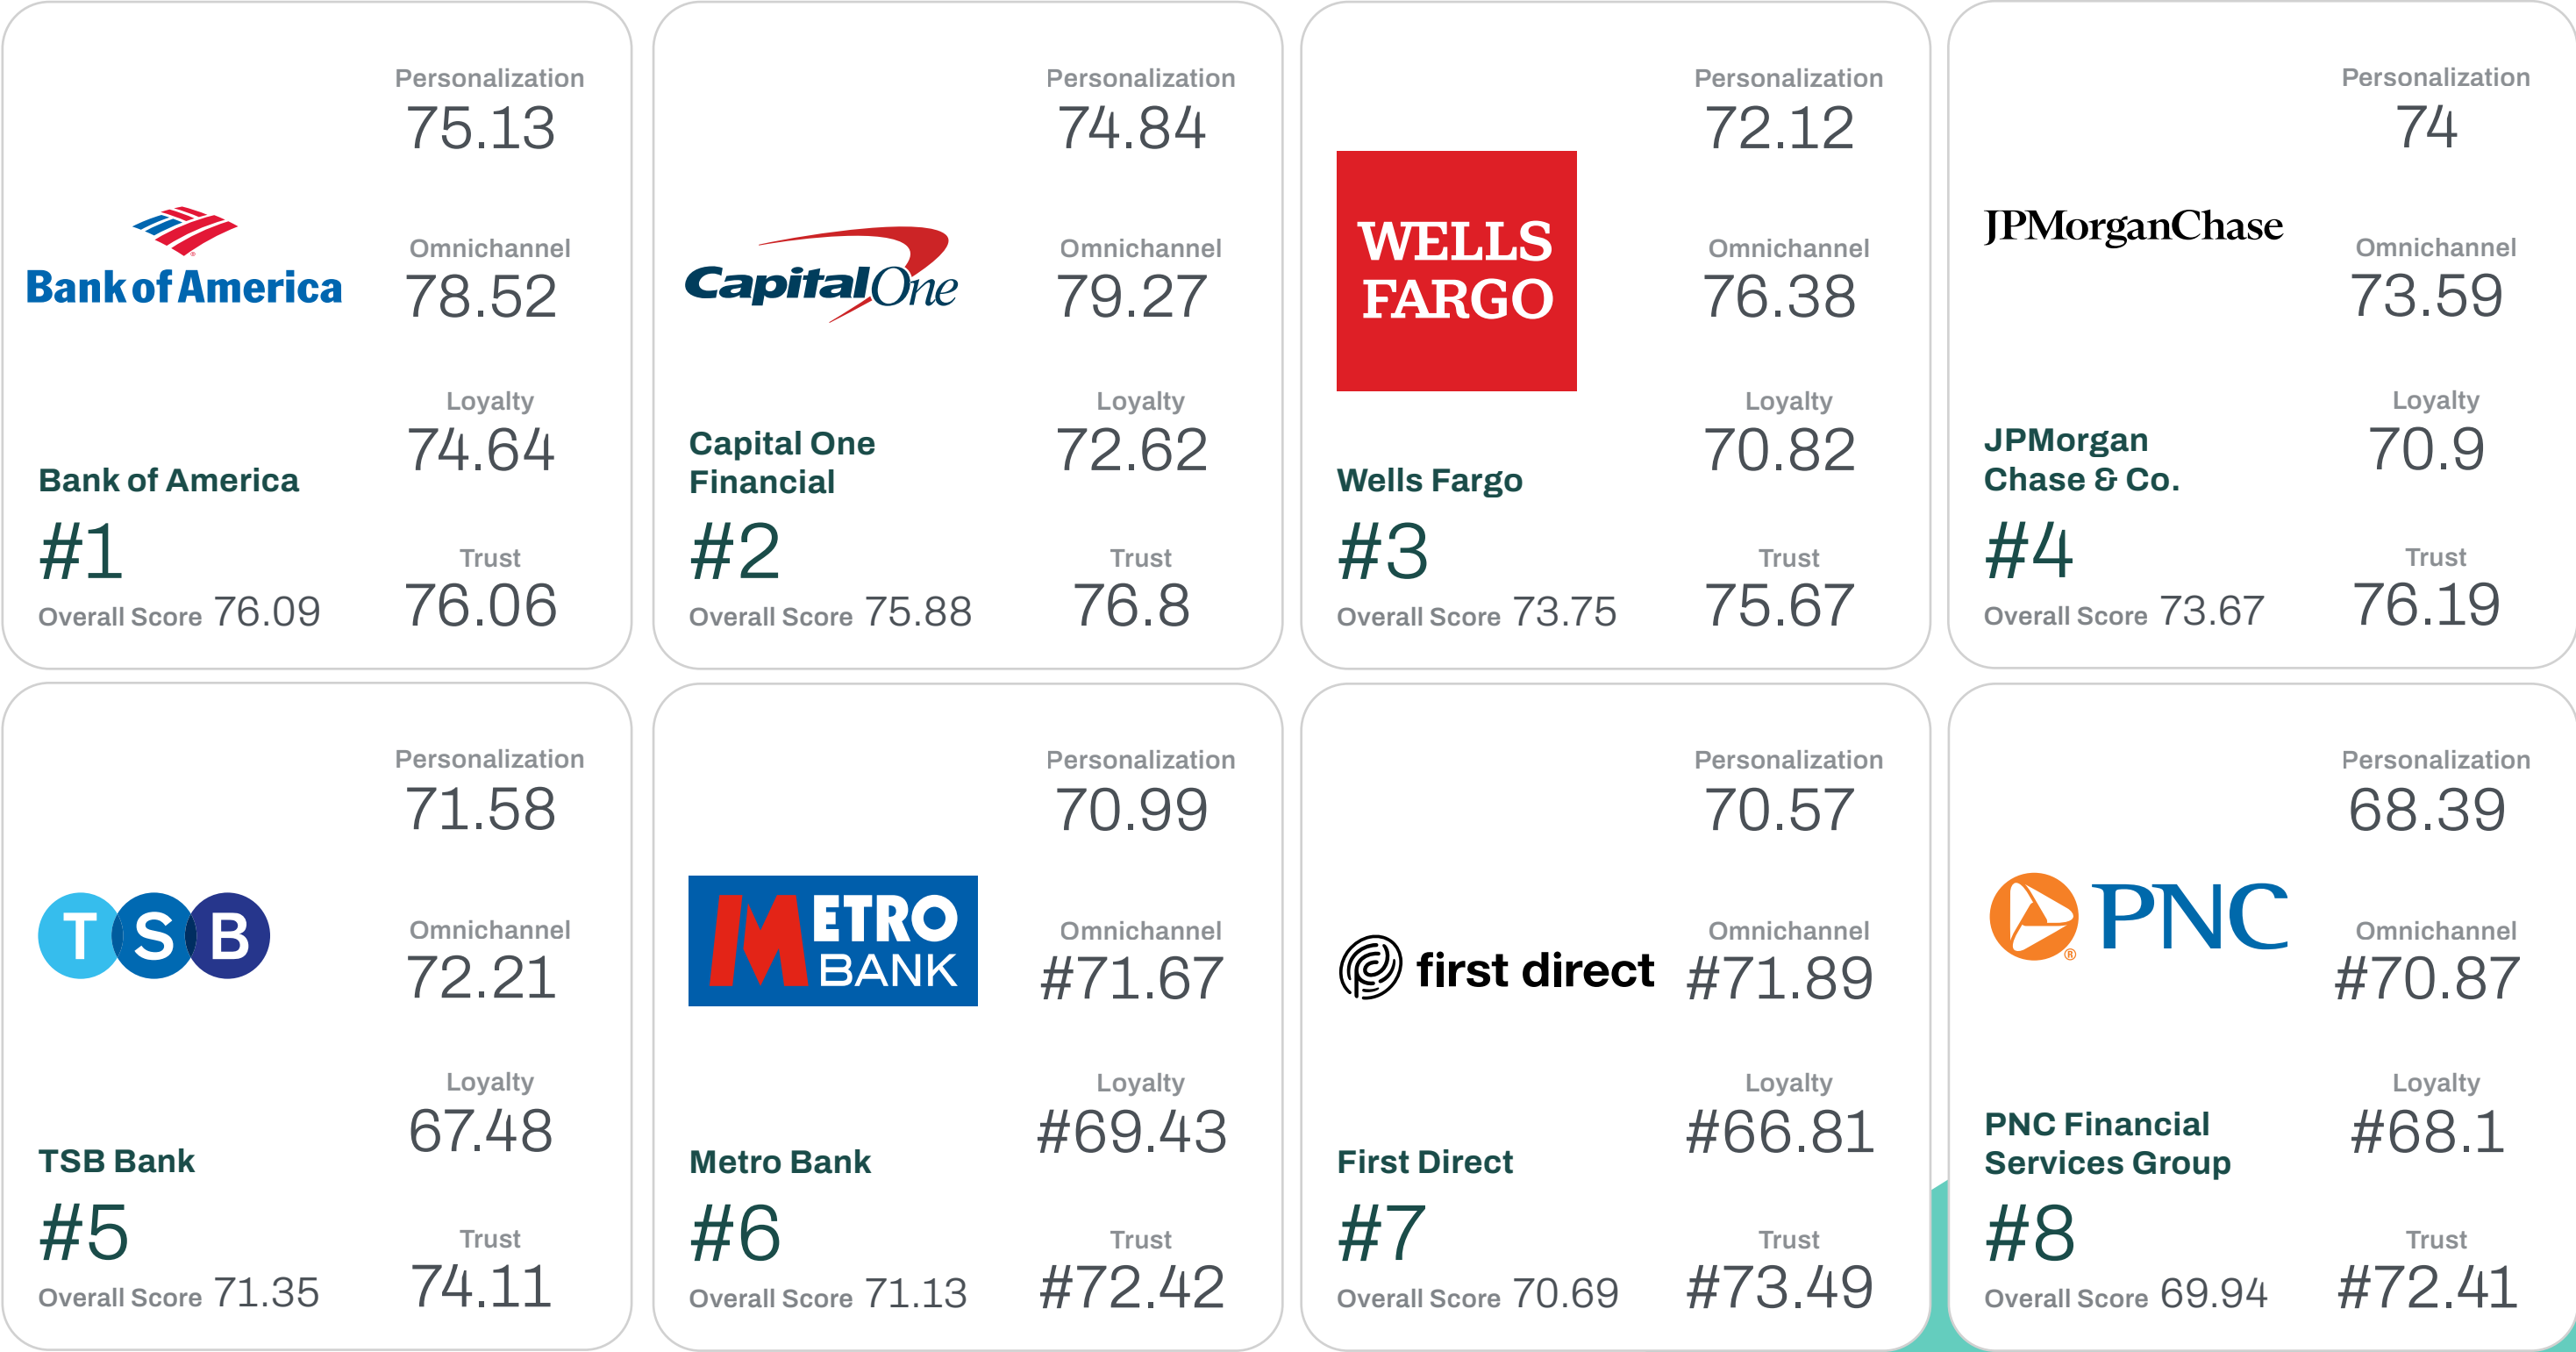 Personalization
75.13
Bank of America
Omnichannel
78.52
Loyalty
74.64
Bank of America
#1
Trust
76.06
Overall Score 76.09
Personalization
74.84
Capital One
Omnichannel
79.27
Loyalty
72.62
Capital One
Financial
#2
Trust
76.8
Overall Score 75.88
Personalization
72.12
WELLS
FARGO
Omnichannel
76.38
Loyalty
70.82
Wells Fargo
#3
Trust
75.67
Overall Score 73.75
Personalization
74
JPMorganChase
Omnichannel
73.59
Loyalty
70.9
JPMorgan
Chase & Co.
#4
Trust
76.19
Overall Score 73.67
Personalization
71.58
TSB
Omnichannel
72.21
Loyalty
67.48
TSB Bank
#5
Trust
74.11
Overall Score 71.35
Personalization
70.99
METRO
BANK
Omnichannel
#71.67
Loyalty
#69.43
Metro Bank
#6
Trust
#72.42
Overall Score 71.13
Personalization
70.57
first direct
Omnichannel
#71.89
Loyalty
#66.81
First Direct
#7
Trust
#73.49
Overall Score 70.69
Personalization
68.39
PNC
®
Omnichannel
#70.87
Loyalty
#68.1
PNC Financial
Services Group
#8
Trust
#72.41
Overall Score 69.94